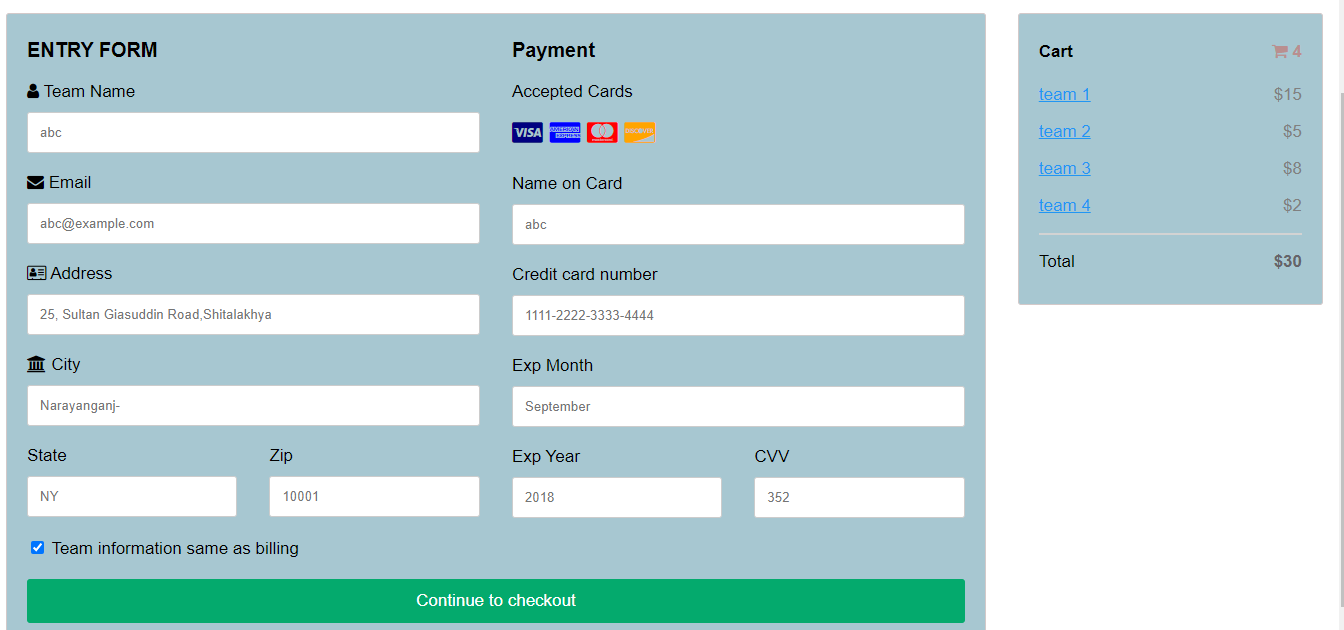 ENTRY FORM
Team Name
abc
Email
abc@example.com
Address
25, Sultan Giasuddin Road,Shitalakhya
City
Narayanganj-
State Zip
NY 10001
Team information same as billing
Payment
Accepted Cards
VISA AMERICAN EXPRESS DISCOVER
Name on Card
abc
Credit card number
1111-2222-3333-4444
Exp Month
September
Exp Year CVV
2018 352
Continue to checkout
Cart 4
team 1 $15
team 2 $5
team 3 $8
team 4 $2
Total $30